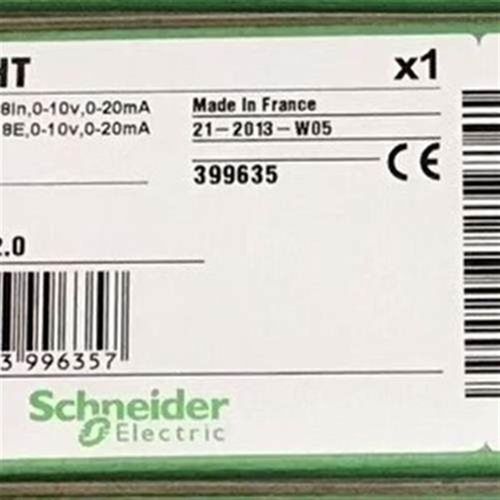 HT
x1
8In,0-10v,0-20mA
8E,0-10v,0-20mA
Made In France
21-2013-W05
399635
CE
2.0
3 996357
Schneider
Electric